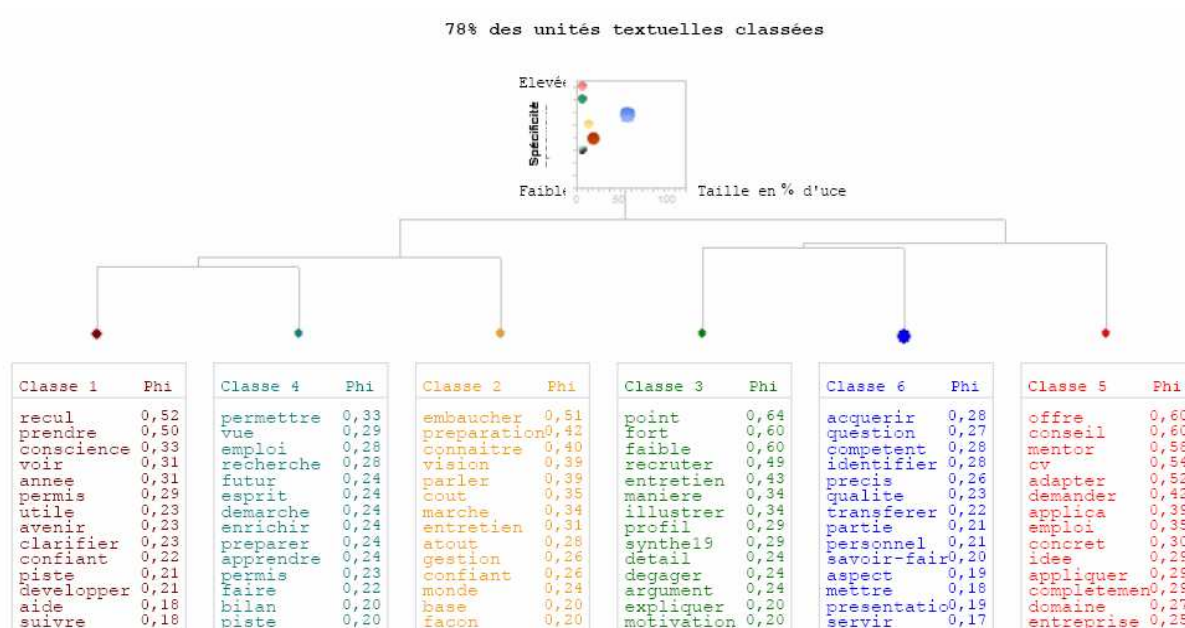 78% des unités textuelles classées
Elevée
Spécificité
Faible
0 50 100
Taille en % d'uce
Classe 1 Phi
recul 0,52
prendre 0,50
conscience 0,33
voir 0,31
annee 0,31
permis 0,29
utile 0,23
avenir 0,23
clarifier 0,23
confiant 0,22
piste 0,21
developper 0,21
aide 0,18
suivre 0,18
Classe 4 Phi
permettre 0,33
vue 0,29
emploi 0,28
recherche 0,28
futur 0,24
esprit 0,24
demarche 0,24
enrichir 0,24
preparer 0,24
apprendre 0,24
permis 0,23
faire 0,22
bilan 0,20
piste 0,20
Classe 2 Phi
embaucher 0,51
preparation 0,42
connaitre 0,40
vision 0,39
parler 0,39
cout 0,35
marche 0,34
entretien 0,31
atout 0,28
gestion 0,26
confiant 0,26
monde 0,24
base 0,20
facon 0,20
Classe 3 Phi
point 0,64
fort 0,60
faible 0,60
recruter 0,49
entretien 0,43
maniere 0,34
illustrer 0,34
profil 0,29
synthe19 0,29
detail 0,24
degager 0,24
argument 0,24
expliquer 0,20
motivation 0,20
Classe 6 Phi
acquerir 0,28
question 0,27
competent 0,28
identifier 0,28
precis 0,26
qualite 0,23
transferer 0,22
partie 0,21
personnel 0,21
savoir-fair 0,20
aspect 0,19
mettre 0,18
presentatio 0,19
servir 0,17
Classe 5 Phi
offre 0,60
conseil 0,60
mentor 0,58
cv 0,54
adapter 0,52
demander 0,42
applica 0,39
emploi 0,35
concret 0,30
idee 0,29
appliquer 0,29
completemen 0,29
domaine 0,27
entreprise 0,25